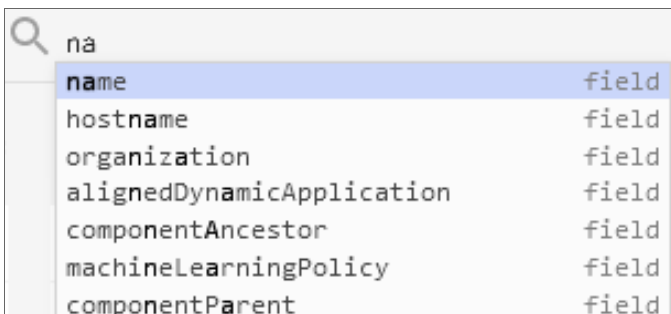 na
name field
hostname field
organization field
alignedDynamicApplication field
componentAncestor field
machineLearningPolicy field
componentParent field